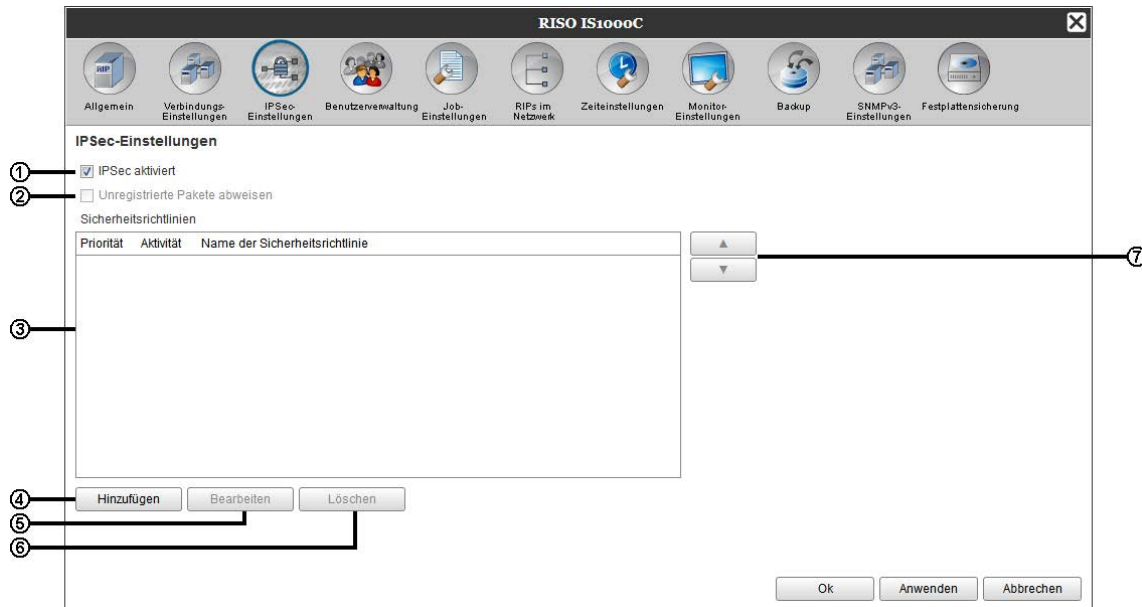 RISO IS1000C
RIP
Allgemein
Verbindungs-
Einstellungen
IPSec-
Einstellungen
Benutzerverwaltung
Job-
Einstellungen
RIPs im
Netzwerk
Zeiteinstellungen
Monitor-
Einstellungen
Backup
SNMPv3-
Einstellungen
Festplattensicherung
IPSec-Einstellungen
① IPSec aktiviert
② Unregistrierte Pakete abweisen
Sicherheitsrichtlinien
Priorität Aktivität Name der Sicherheitsrichtlinie
▲
▼
⑦
③
④ Hinzufügen Bearbeiten Löschen
⑤
⑥
Ok Anwenden Abbrechen